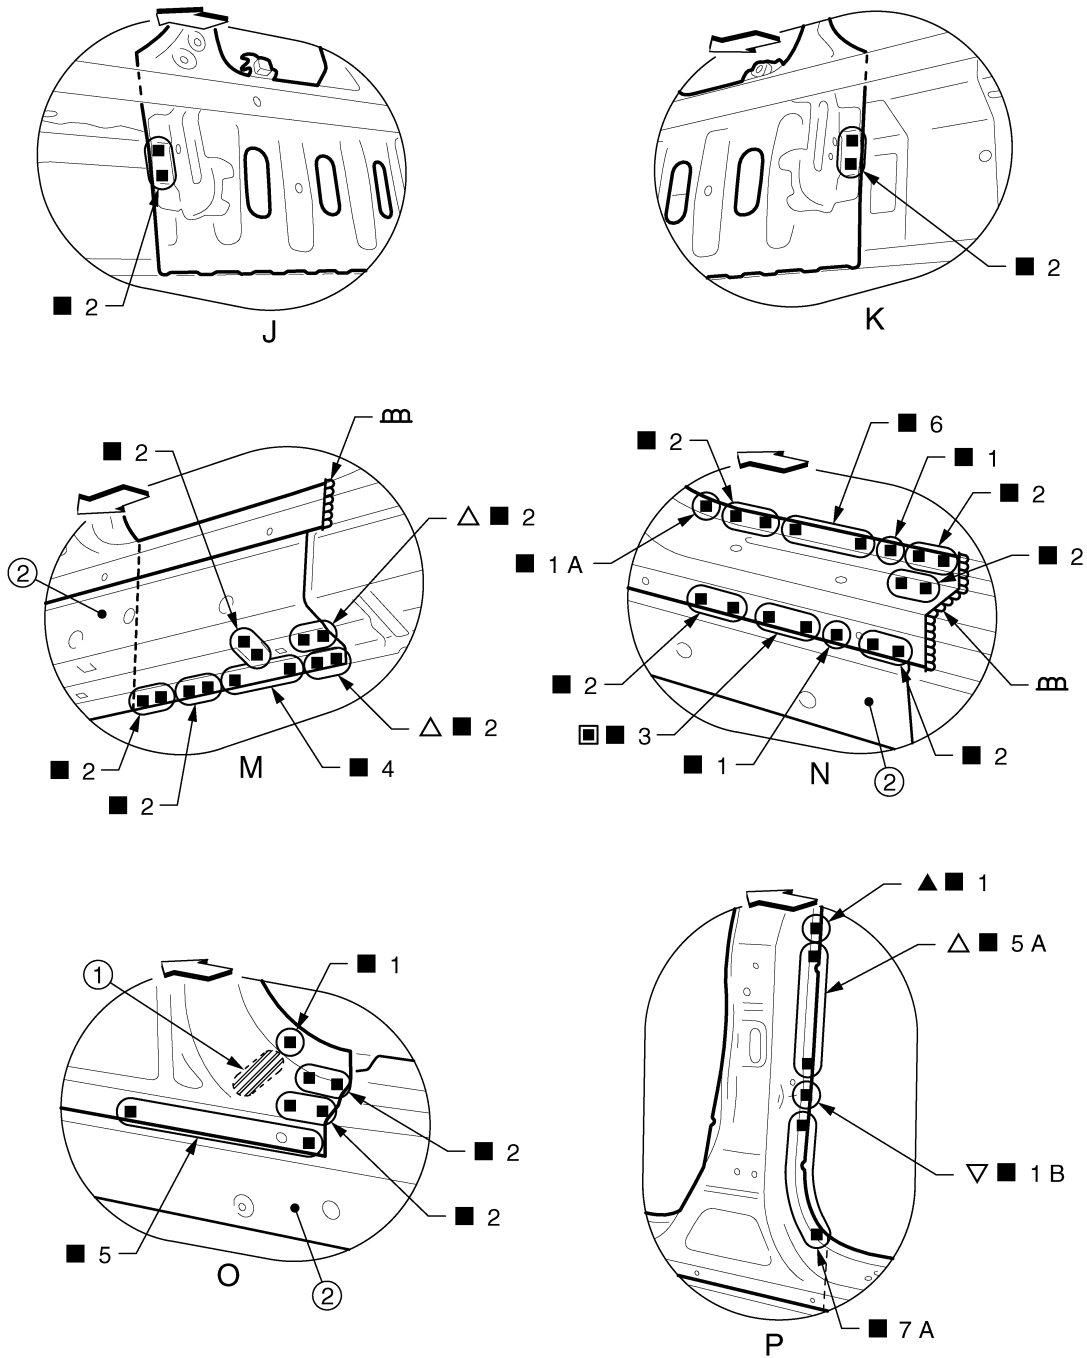 ■ 2
J
■ 2
K
■ 2
△ ■ 2
②
△ ■ 2
■ 2
■ 4
■ 2
M
■ 6
■ 2
■ 1
■ 2
■ 1 A
■ 2
■ 2
▣ ■ 3
■ 1
■ 2
②
N
①
■ 1
■ 2
■ 2
■ 5
②
O
▲ ■ 1
△ ■ 5 A
▽ ■ 1 B
■ 7 A
P